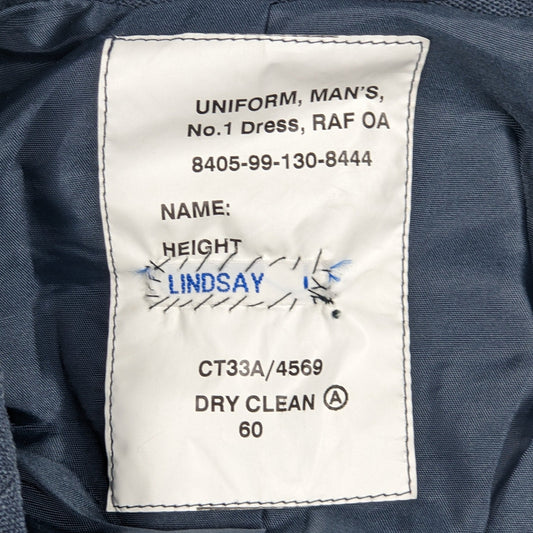 UNIFORM, MAN'S,
No.1 Dress, RAF OA
8405-99-130-8444
NAME:
HEIGHT
LINDSAY
CT33A/4569
DRY CLEAN Ⓐ
60